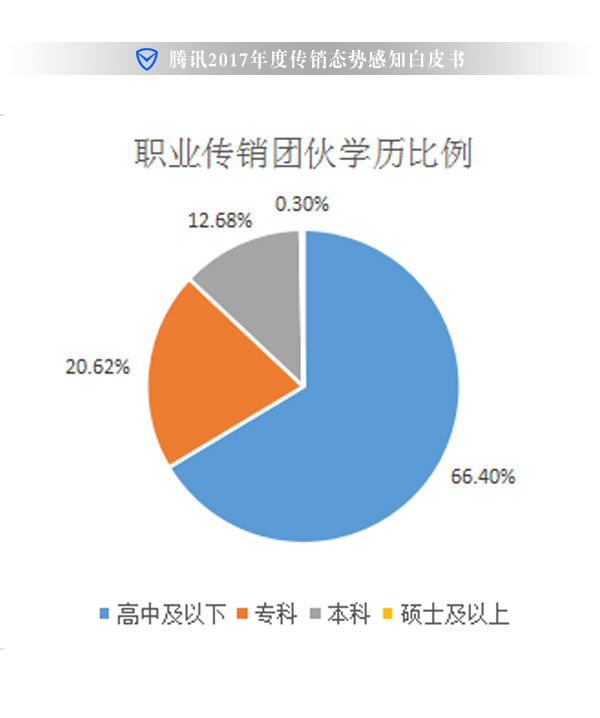 腾讯2017年度传销态势感知白皮书
职业传销团伙学历比例
0.30%
12.68%
20.62%
66.40%
高中及以下 专科 本科 硕士及以上